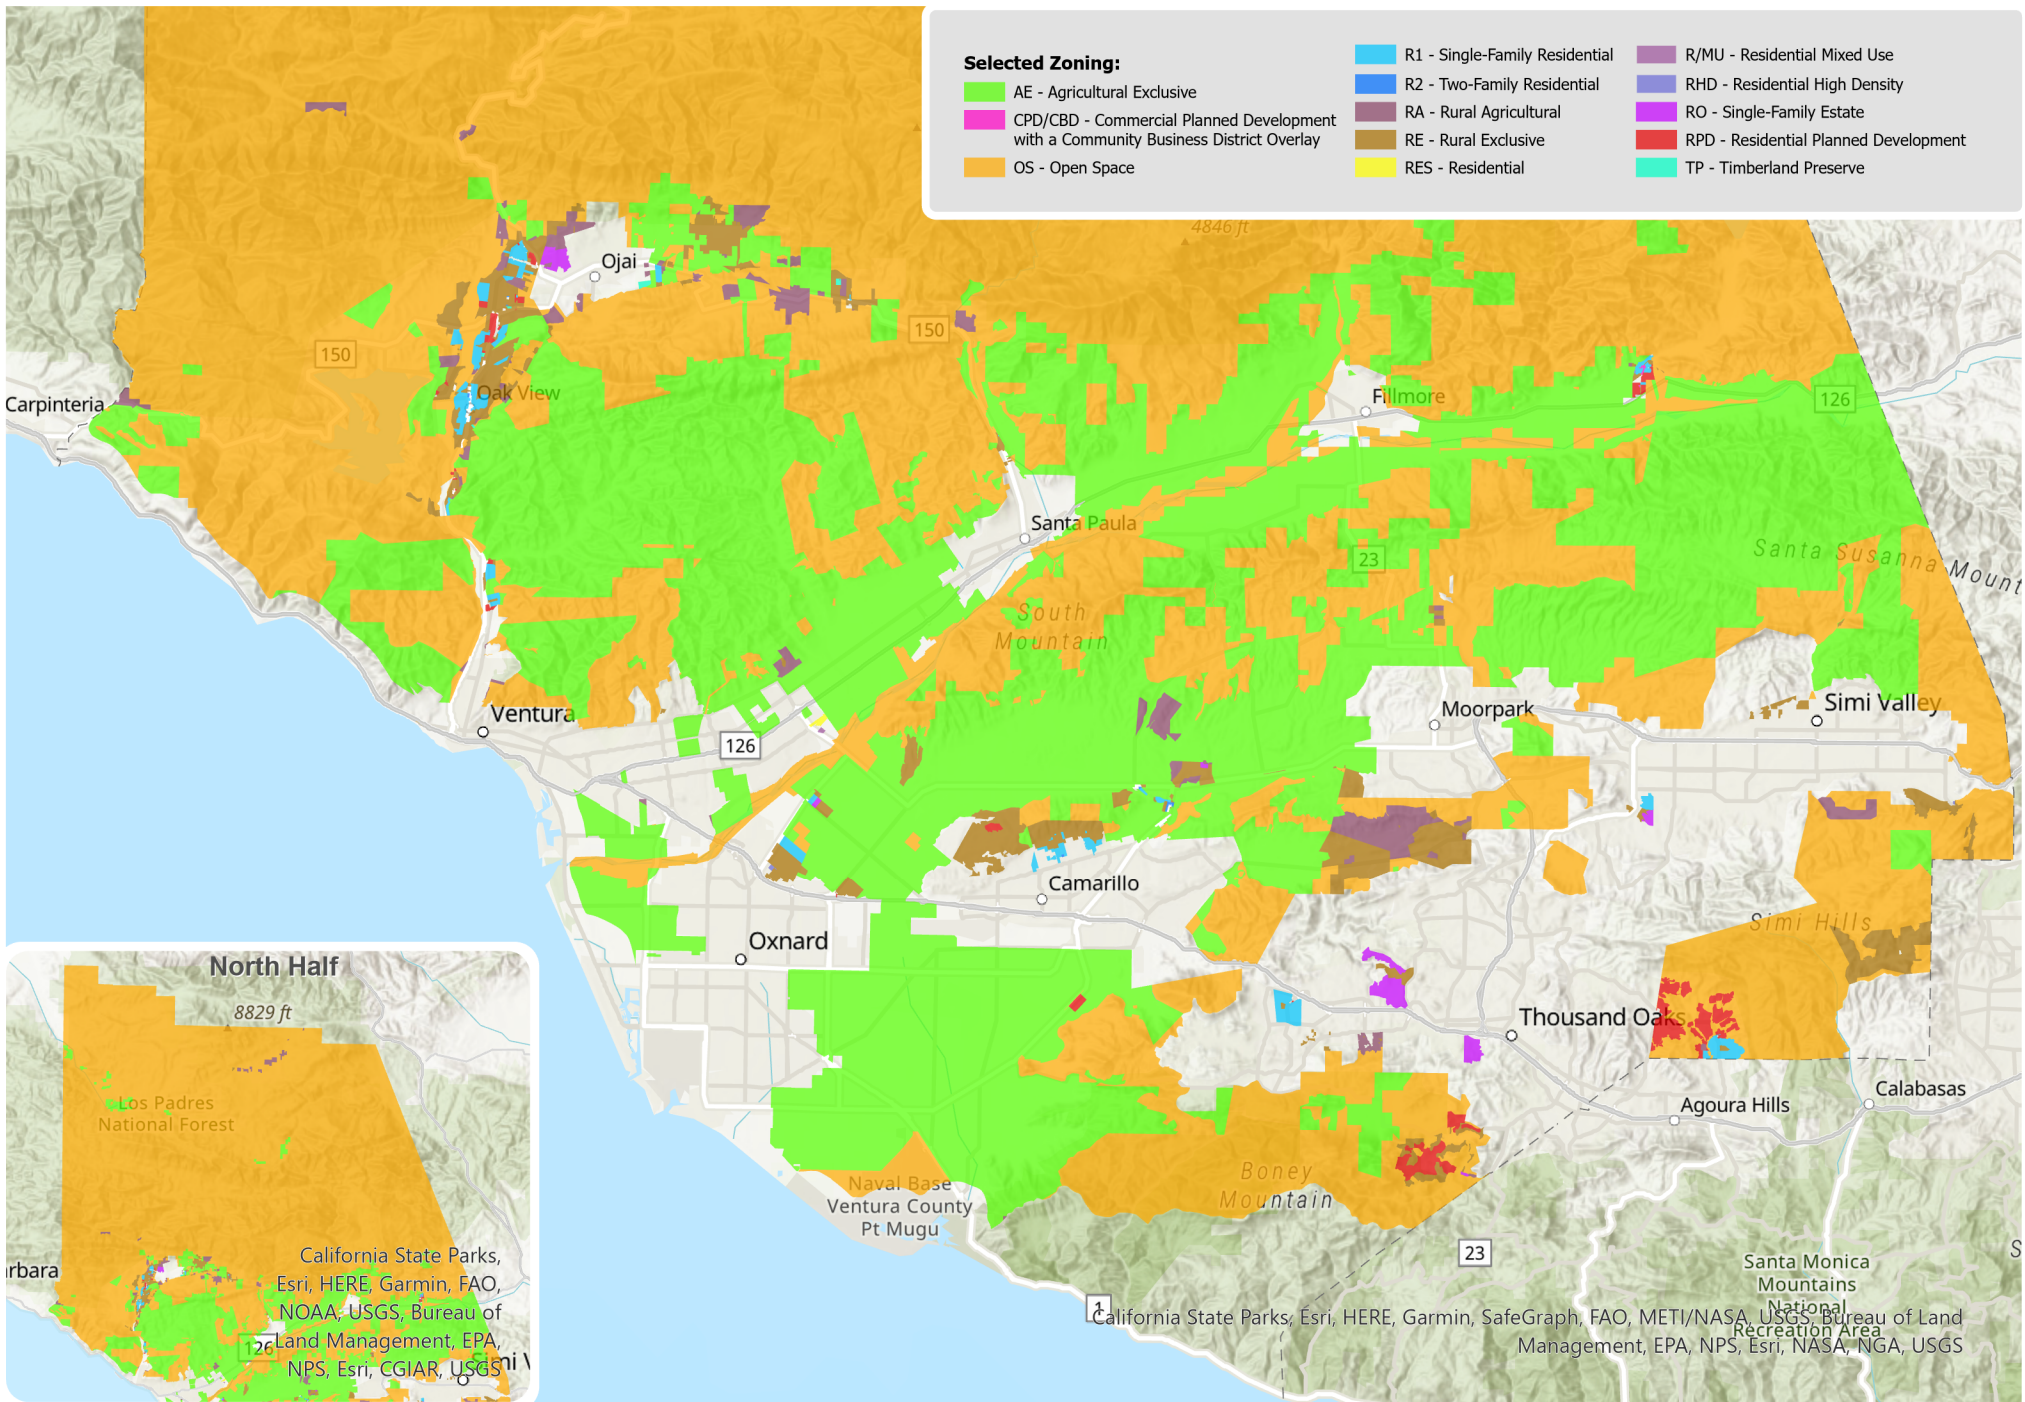 Selected Zoning:
AE - Agricultural Exclusive
CPD/CBD - Commercial Planned Development
with a Community Business District Overlay
OS - Open Space
R1 - Single-Family Residential
R2 - Two-Family Residential
RA - Rural Agricultural
RE - Rural Exclusive
RES - Residential
R/MU - Residential Mixed Use
RHD - Residential High Density
RO - Single-Family Estate
RPD - Residential Planned Development
TP - Timberland Preserve
4846 ft
Ojai
150
150
Oak View
Carpinteria
Fillmore
126
Santa Paula
23
Santa Susanna Mount
South
Mountain
Ventura
126
Moorpark
Simi Valley
Camarillo
Oxnard
Simi Hills
Thousand Oaks
Calabasas
Agoura Hills
Boney
Mountain
Naval Base
Ventura County
Pt Mugu
23
1
Santa Monica
Mountains
National
Recreation Area
S
California State Parks, Esri, HERE, Garmin, SafeGraph, FAO, METI/NASA, USGS, Bureau of Land
Management, EPA, NPS, Esri, NASA, NGA, USGS
North Half
8829 ft
Los Padres
National Forest
rbara
126
Simi V
California State Parks,
Esri, HERE, Garmin, FAO,
NOAA, USGS, Bureau of
Land Management, EPA,
NPS, Esri, CGIAR, USGS